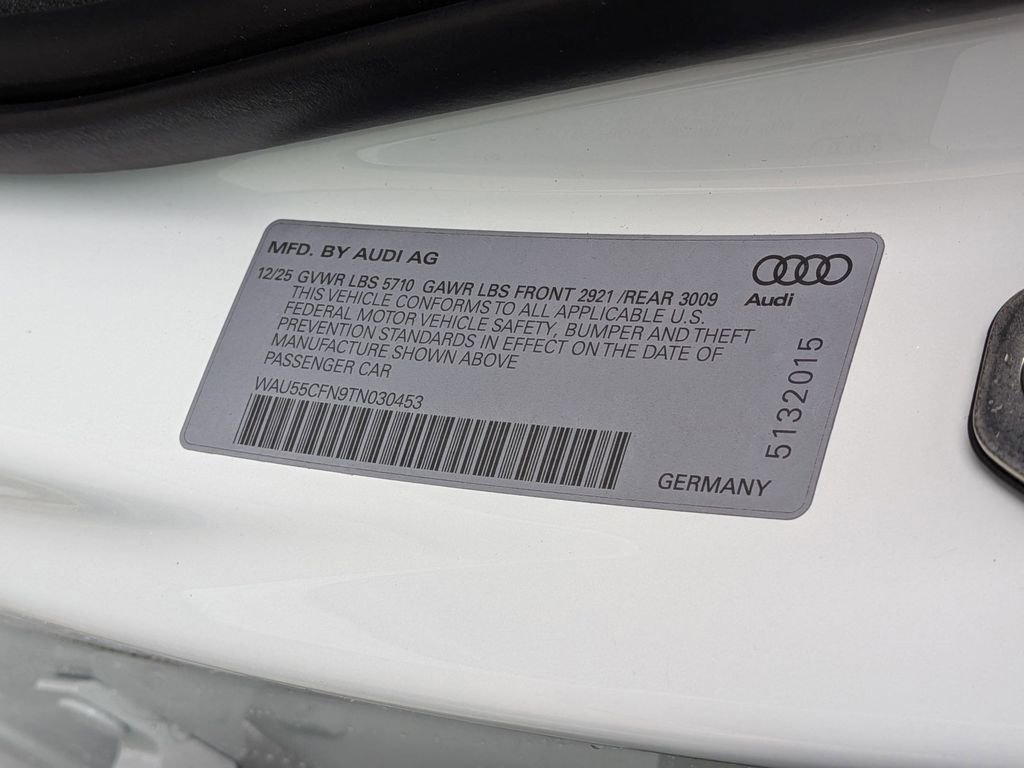 MFD. BY AUDI AG
12/25 GVWR LBS 5710 GAWR LBS FRONT 2921 /REAR 3009
THIS VEHICLE CONFORMS TO ALL APPLICABLE U.S.
FEDERAL MOTOR VEHICLE SAFETY, BUMPER AND THEFT
PREVENTION STANDARDS IN EFFECT ON THE DATE OF
MANUFACTURE SHOWN ABOVE
PASSENGER CAR
WAU55CFN9TN030453
Audi
5132015
GERMANY